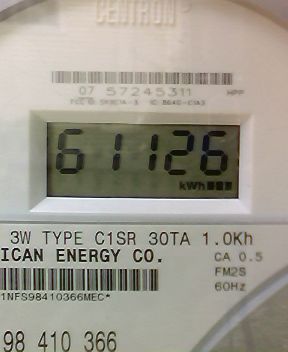 CENTRON
07 57245311 HPP
61126
kWh
3W TYPE C1SR 30TA 1.0Kh
ICAN ENERGY CO. CA 0.5
FM2S
60Hz
1NFS98410366MEC*
98 410 366